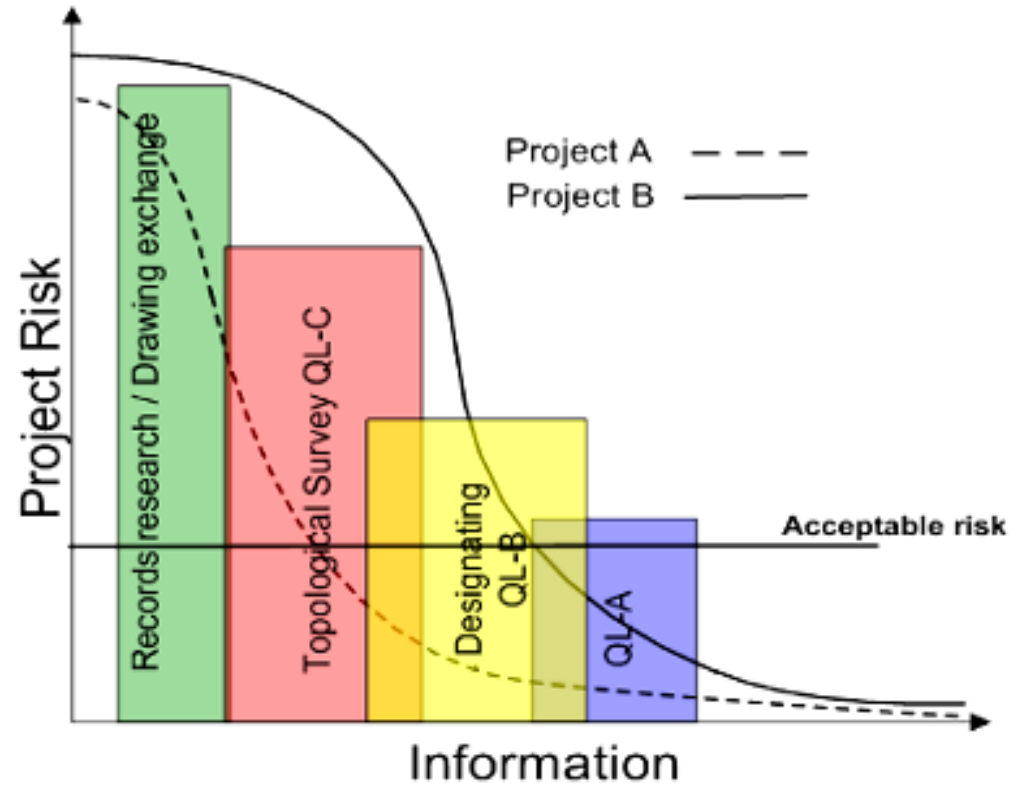 Project A
Project B
Project Risk
Records research / Drawing exchange
Topological Survey QL-C
Designating
QL-B
QL-A
Acceptable risk
Information